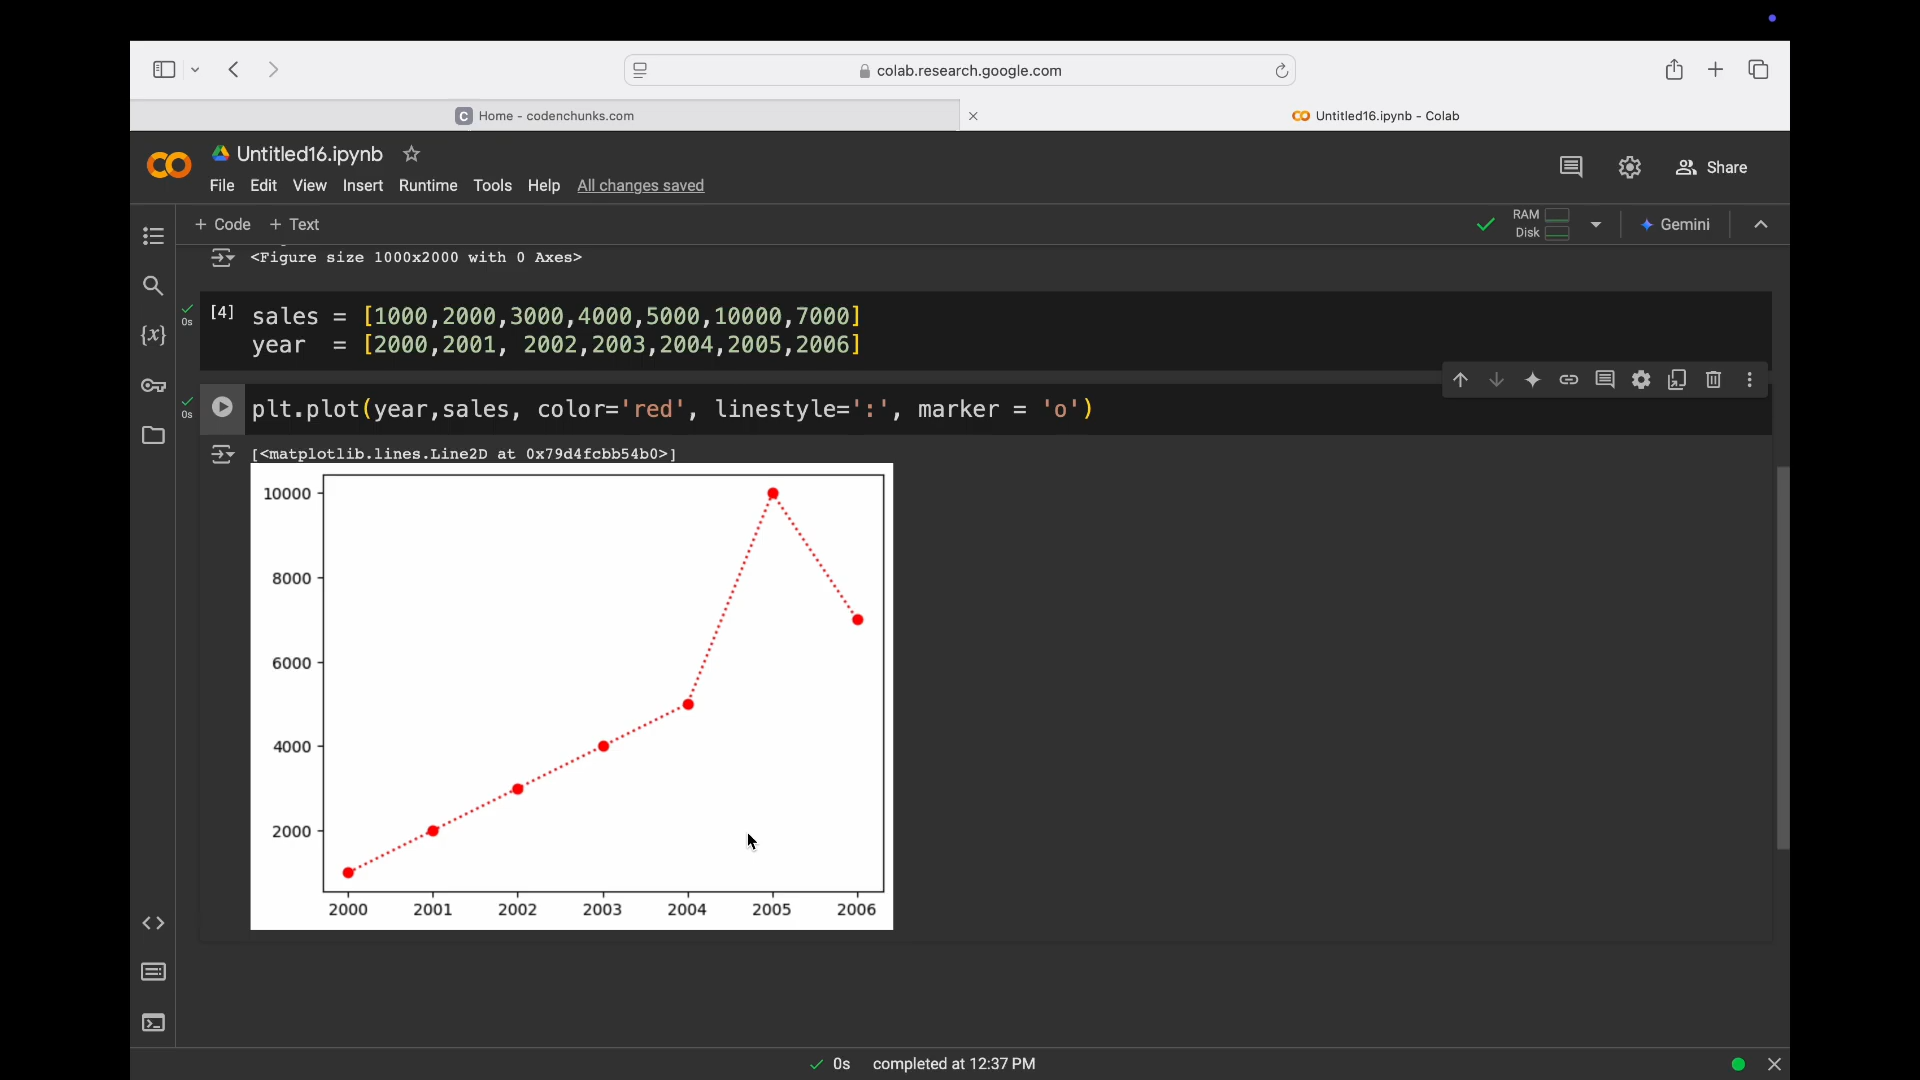 colab.research.google.com
C Home - codenchunks.com
Untitled16.ipynb - Colab
Untitled16.ipynb
File Edit View Insert Runtime Tools Help All changes saved
Share
+ Code + Text
RAM
Disk
Gemini
<Figure size 1000x2000 with 0 Axes>
0s
[4] sales = [1000,2000,3000,4000,5000,10000,7000]
year  = [2000,2001, 2002,2003,2004,2005,2006]
0s
plt.plot(year,sales, color='red', linestyle=':', marker = 'o')
[<matplotlib.lines.Line2D at 0x79d4fcbb54b0>]
10000
8000
6000
4000
2000
2000 2001 2002 2003 2004 2005 2006
0s completed at 12:37 PM